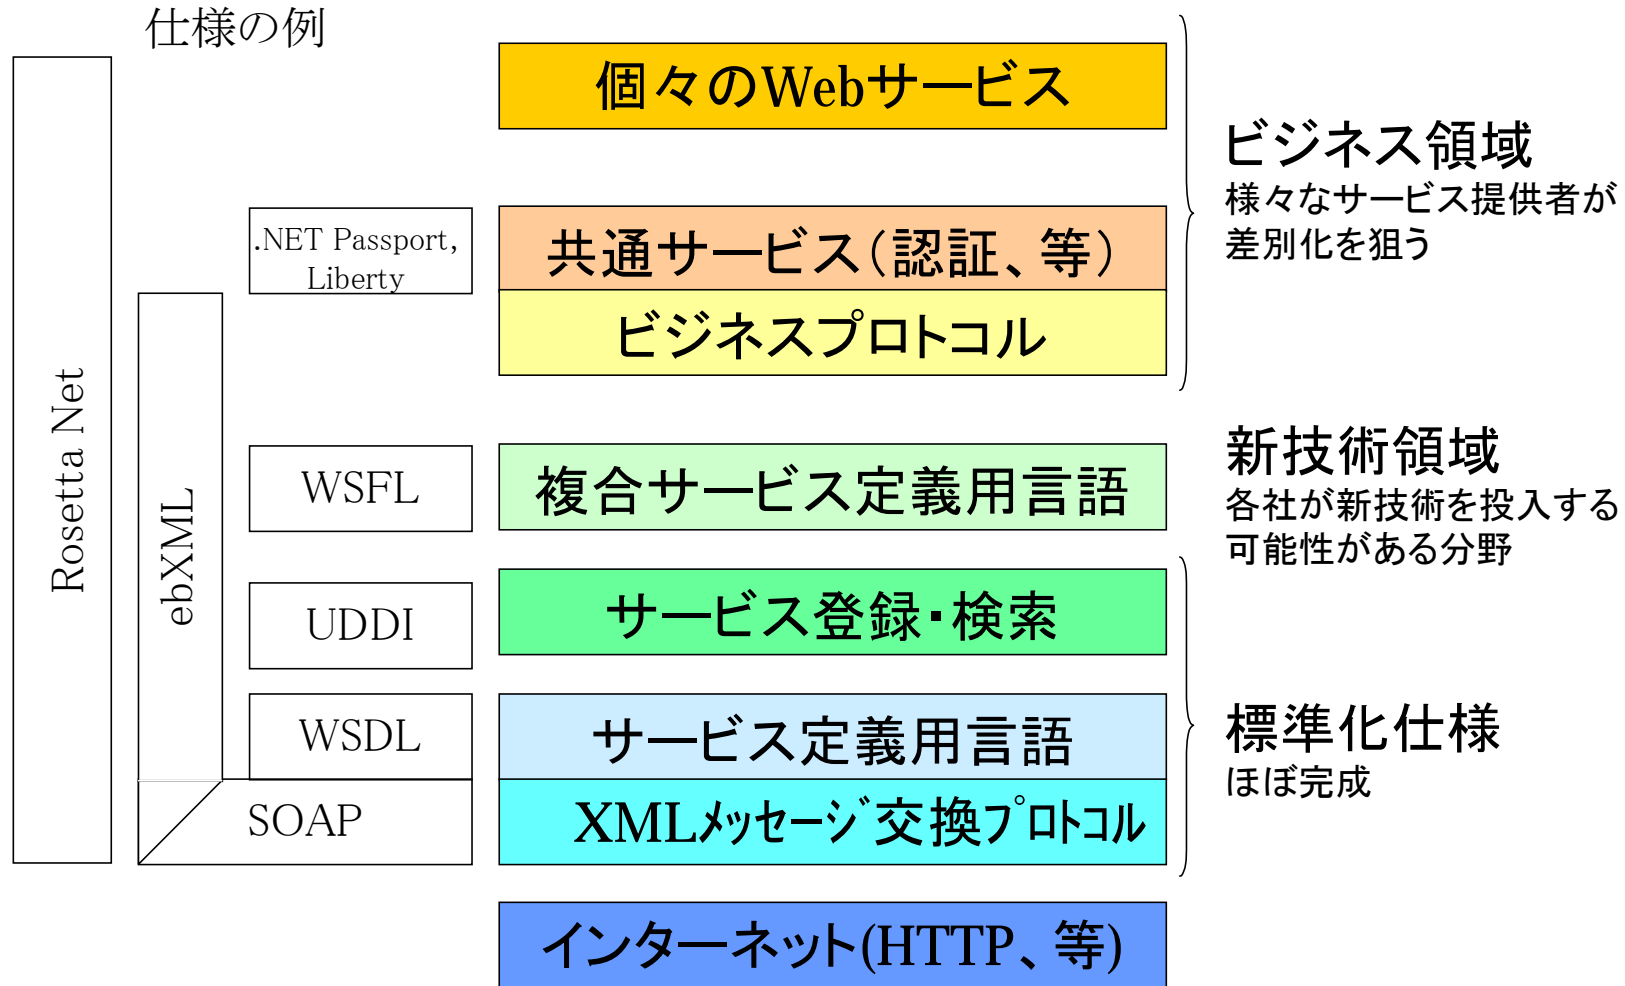 仕様の例
個々のWebサービス
ビジネス領域
様々なサービス提供者が
差別化を狙う
.NET Passport,
Liberty
共通サービス(認証、等)
ビジネスプロトコル
Rosetta Net
ebXML
新技術領域
各社が新技術を投入する
可能性がある分野
WSFL
複合サービス定義用言語
UDDI
サービス登録・検索
WSDL
サービス定義用言語
標準化仕様
ほぼ完成
SOAP
XMLメッセージ交換プロトコル
インターネット(HTTP、等)